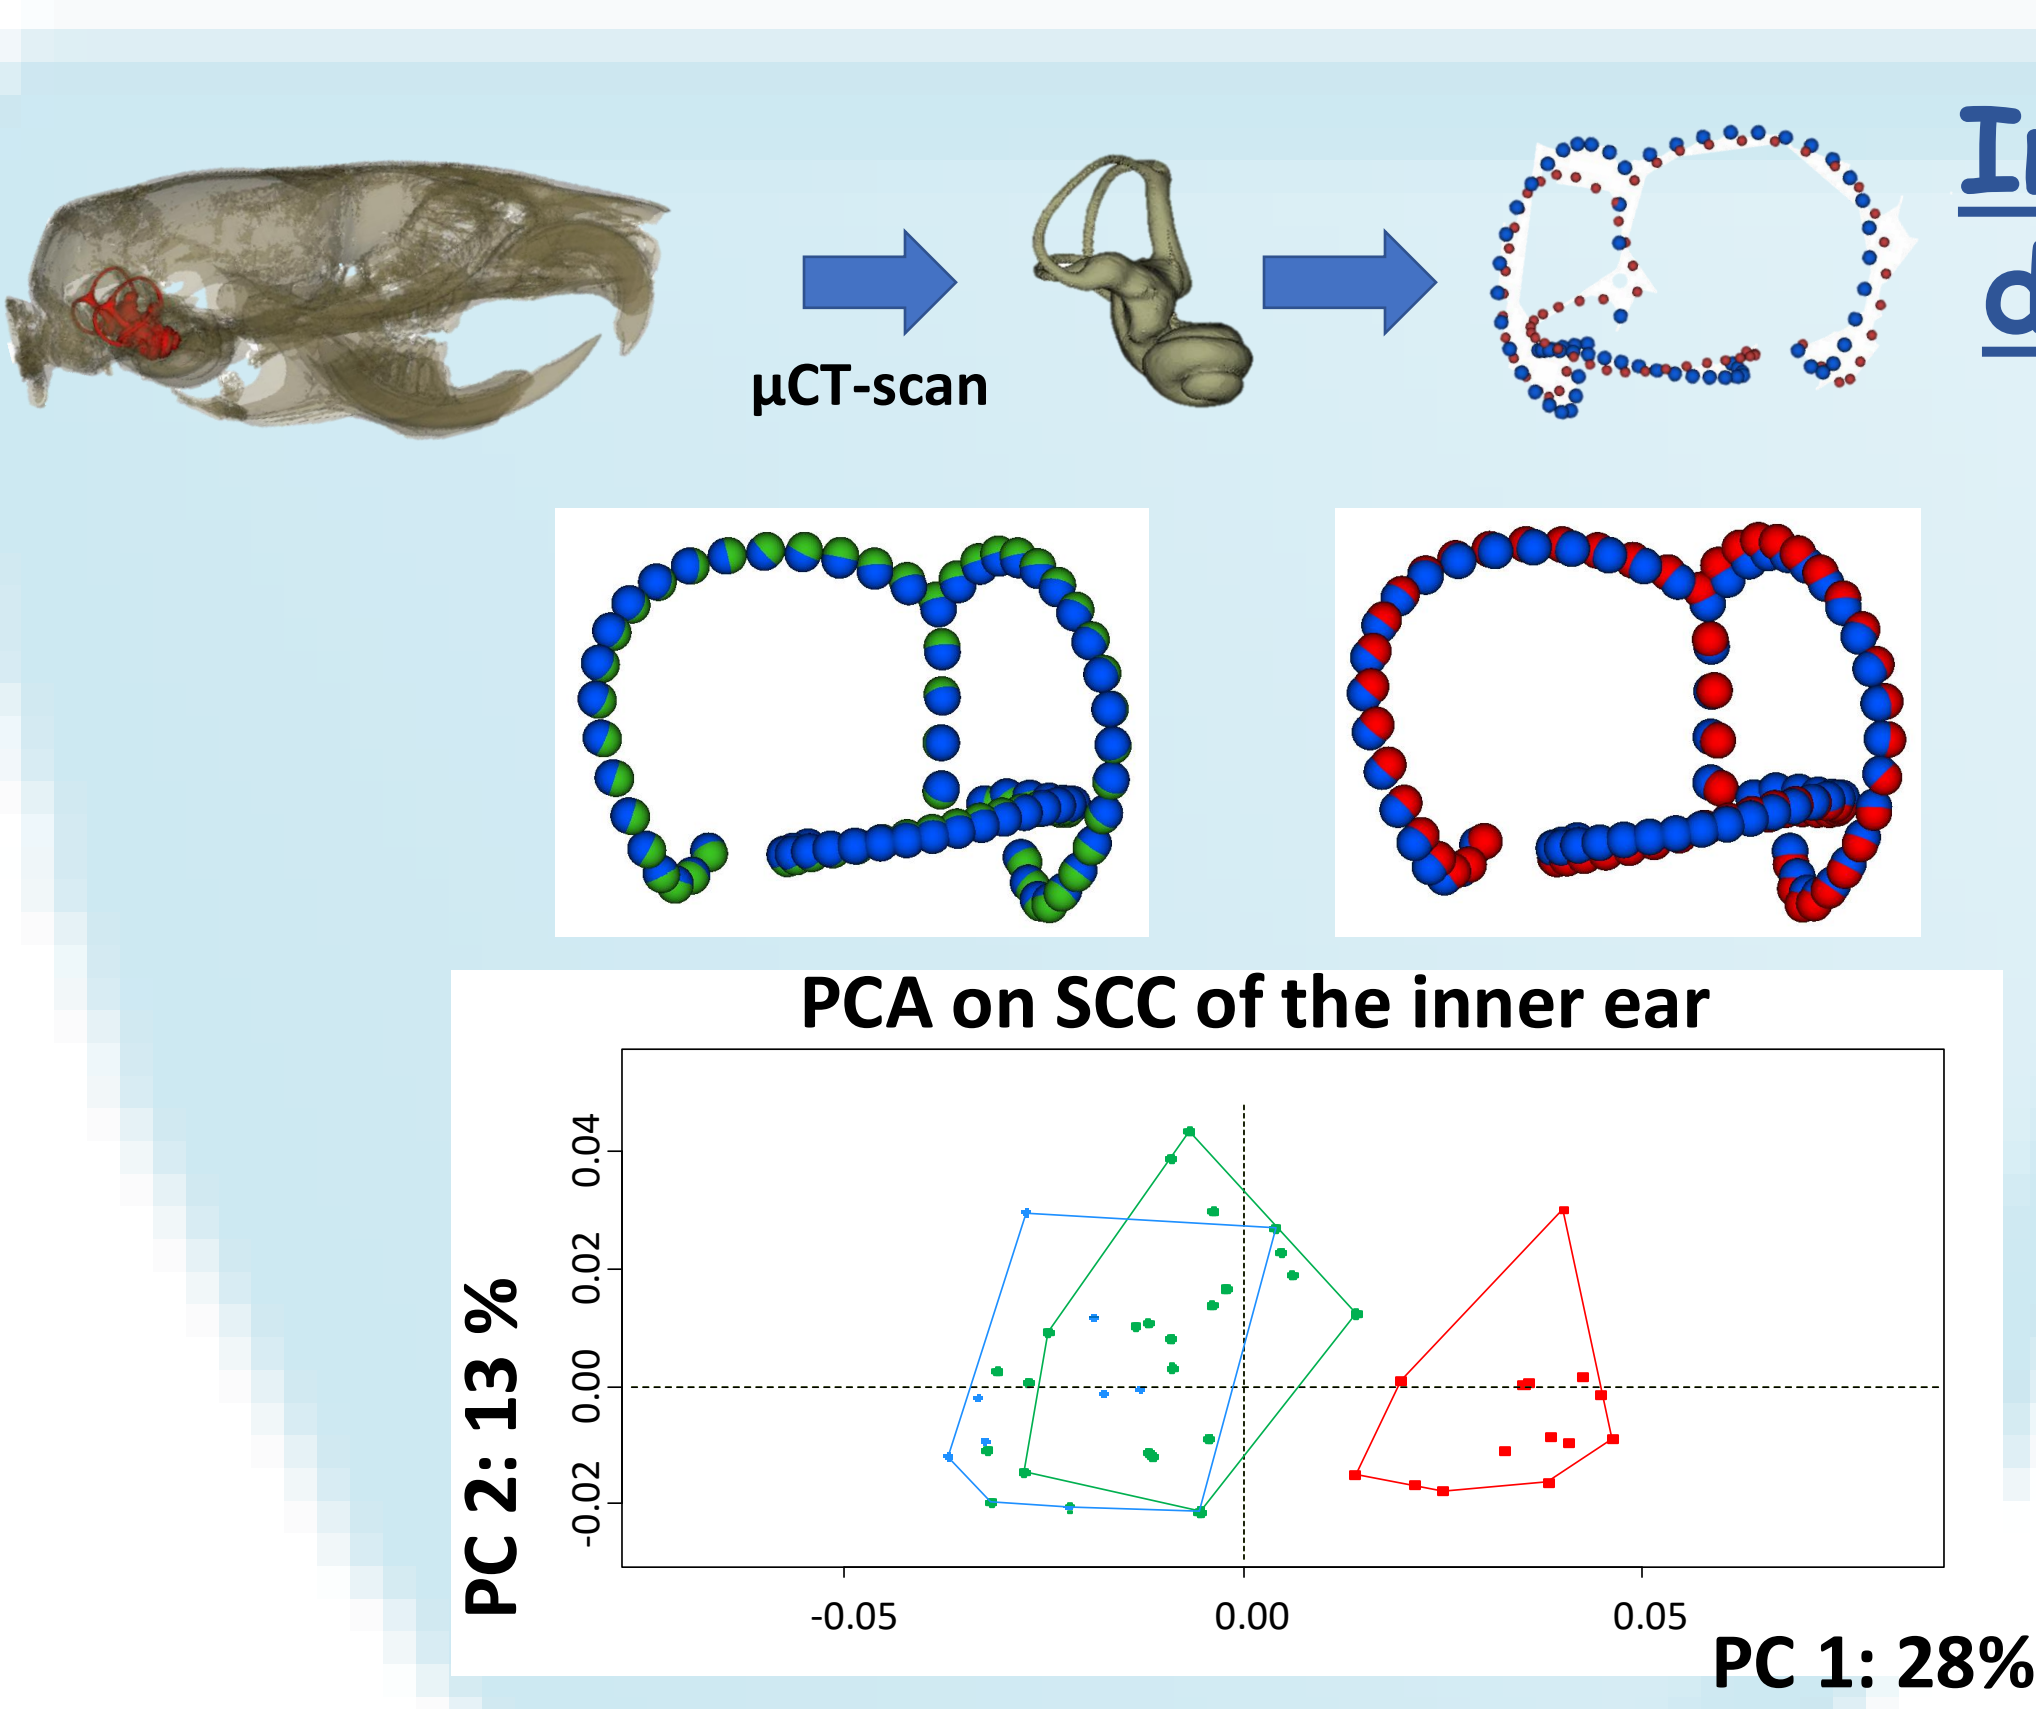 μCT-scan
PCA on SCC of the inner ear
PC 2: 13 %
0.04
0.02
0.00
-0.02
-0.05
0.00
0.05
PC 1: 28%